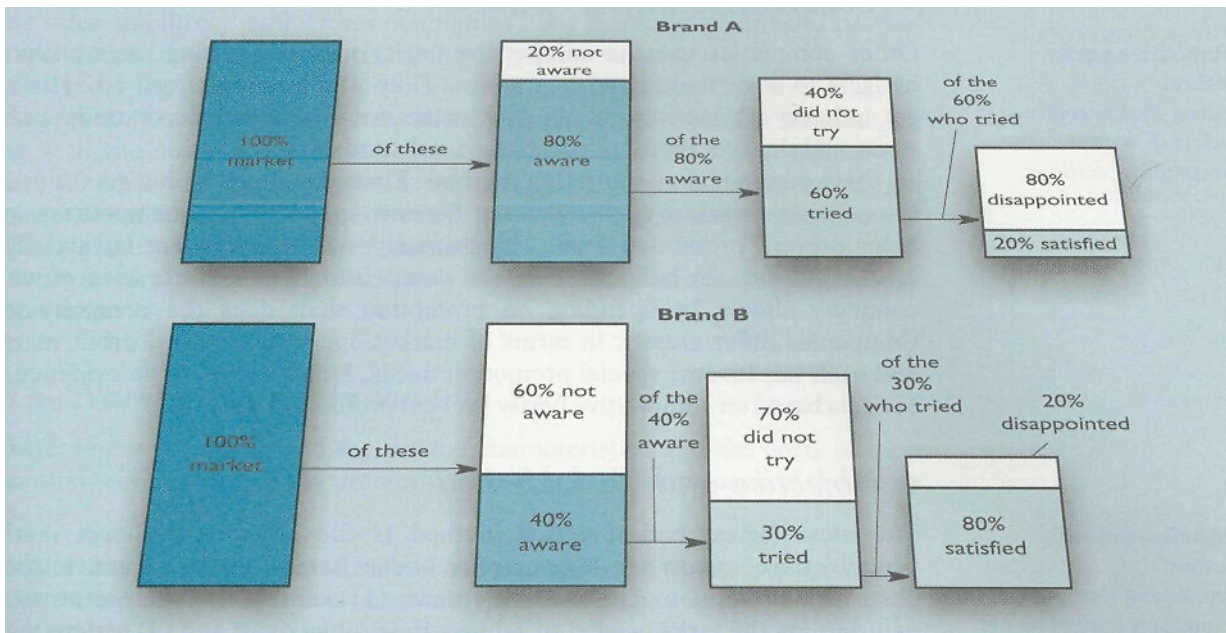 Brand A
100%
market
of these
20% not
aware
80% aware
of the
80%
aware
40%
did not
try
60%
tried
of the
60%
who tried
80%
disappointed
20% satisfied
Brand B
100%
market
of these
60% not
aware
40%
aware
of the
40%
aware
70%
did not
try
30%
tried
of the
30%
who tried
20%
disappointed
80%
satisfied